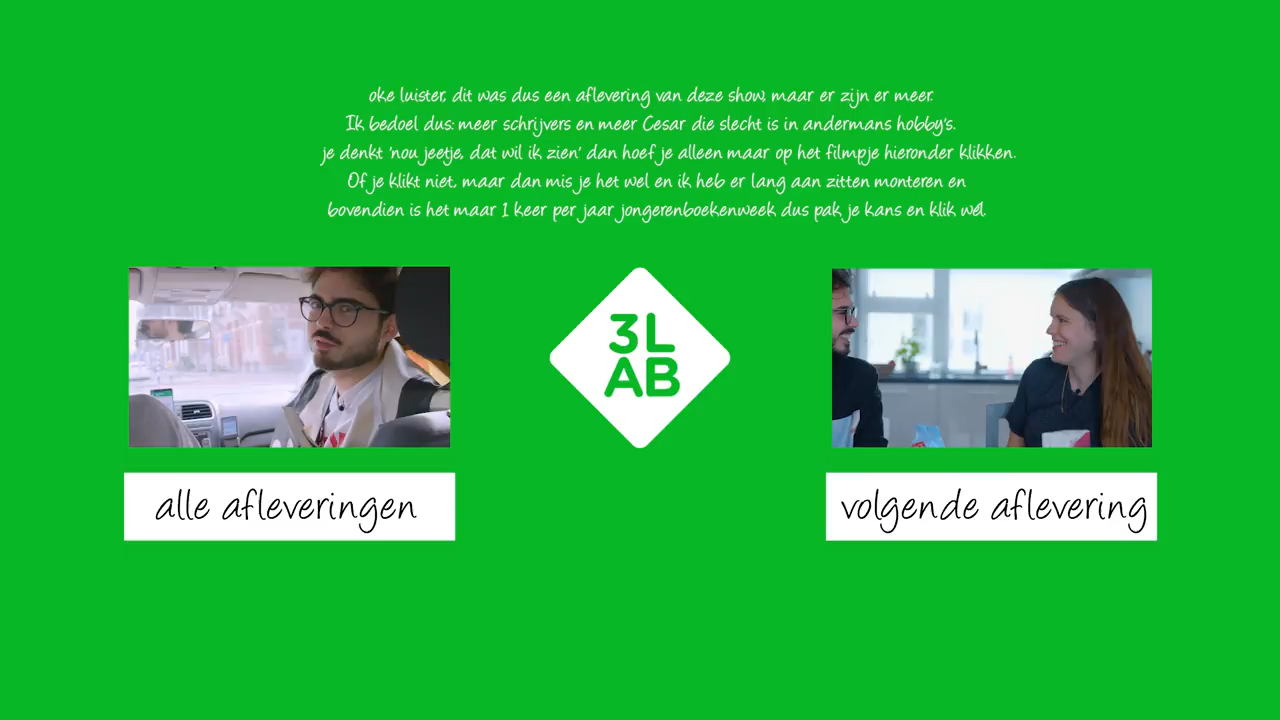 oke luister, dit was dus een aflevering van deze show, maar er zijn er meer.
Ik bedoel dus: meer schrijvers en meer Cesar die slecht is in andermans hobby's.
je denkt 'nou jeetje, dat wil ik zien' dan hoef je alleen maar op het filmpje hieronder klikken.
Of je klikt niet, maar dan mis je het wel en ik heb er lang aan zitten monteren en
bovendien is het maar 1 keer per jaar jongerenboekenweek dus pak je kans en klik wél.
3L
AB
alle afleveringen
volgende aflevering